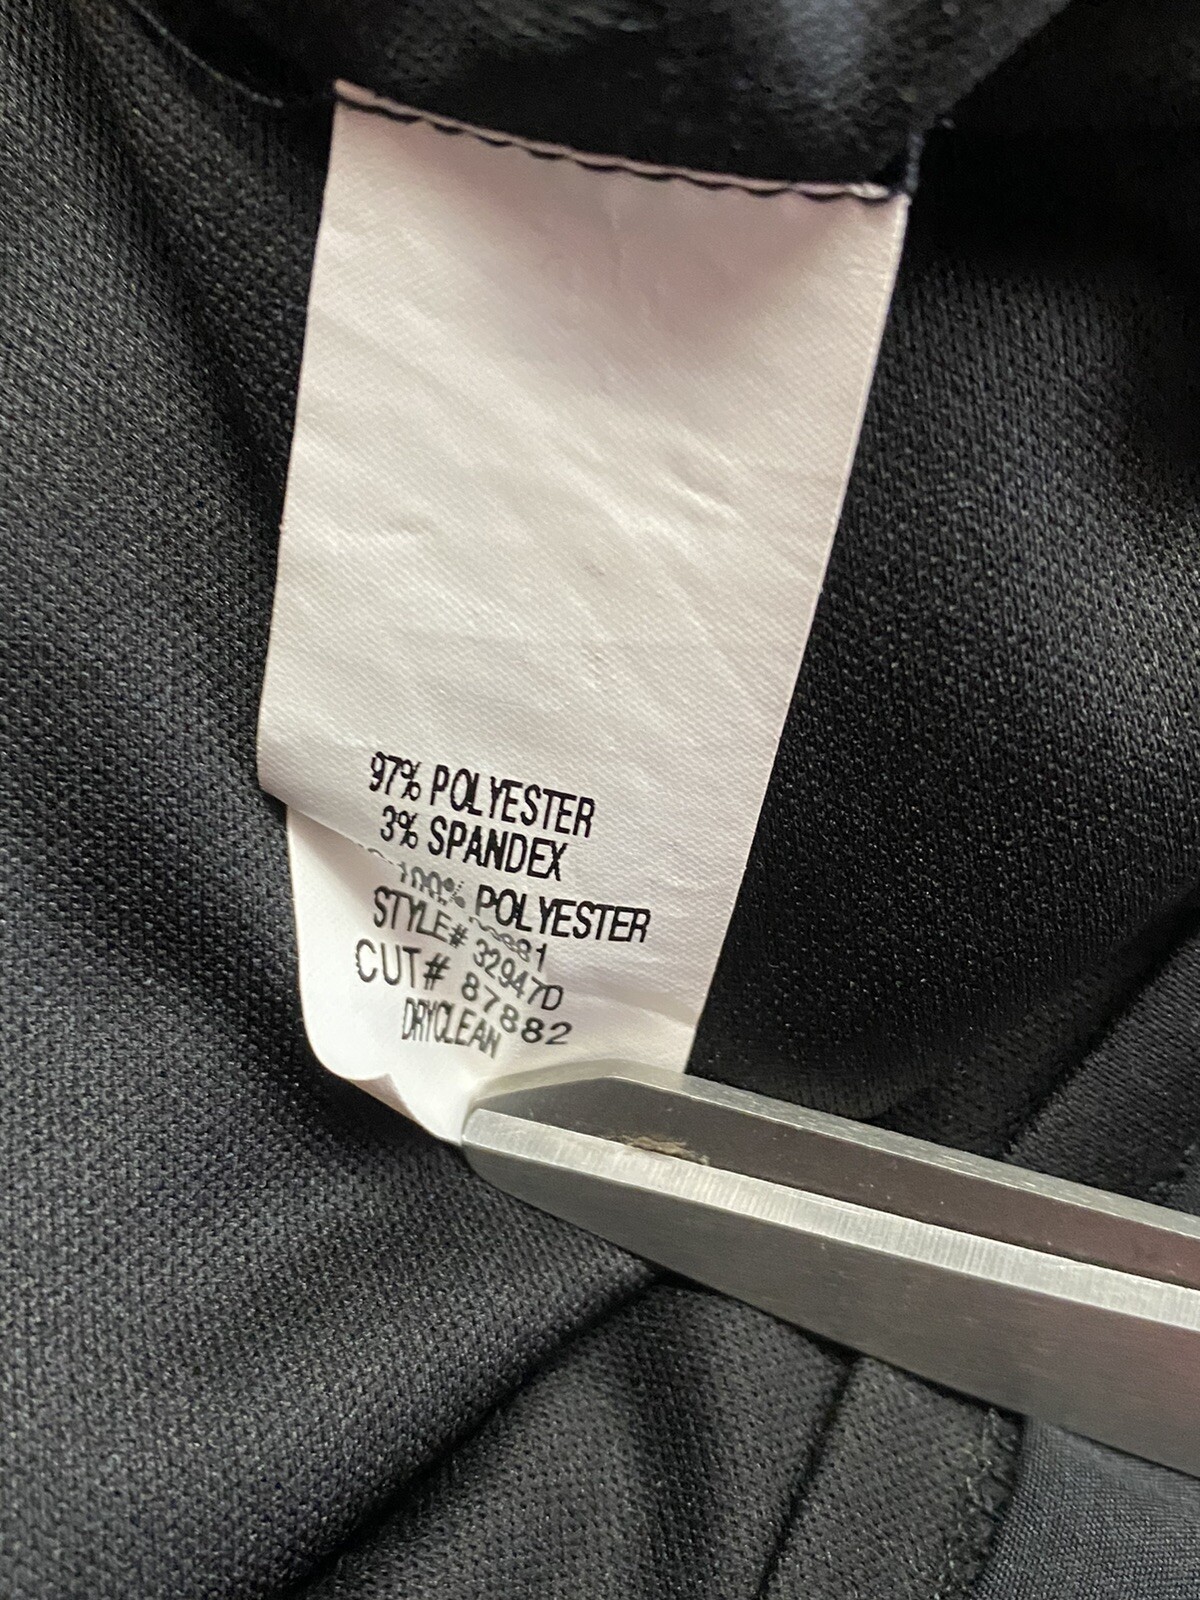 97% POLYESTER
3% SPANDEX
100% POLYESTER
STYLE# 32947D
CUT# 87882
DRYCLEAN